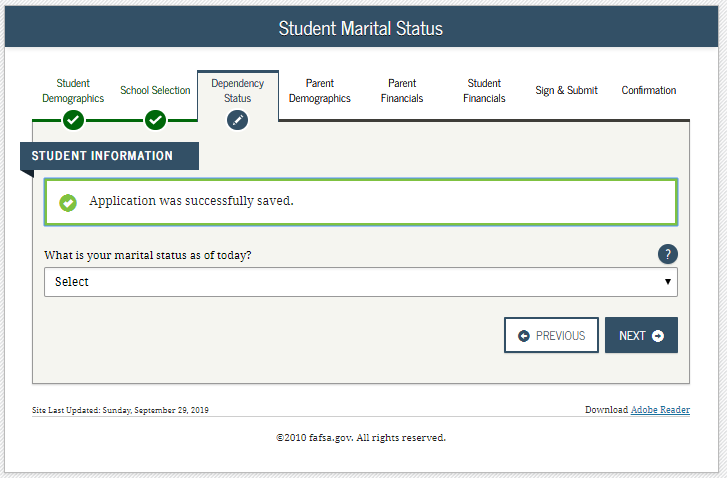 Student Marital Status
Student Demographics
School Selection
Dependency Status
Parent Demographics
Parent Financials
Student Financials
Sign & Submit
Confirmation
STUDENT INFORMATION
Application was successfully saved.
What is your marital status as of today?
?
Select
PREVIOUS
NEXT
Site Last Updated: Sunday, September 29, 2019
Download Adobe Reader
©2010 fafsa.gov. All rights reserved.